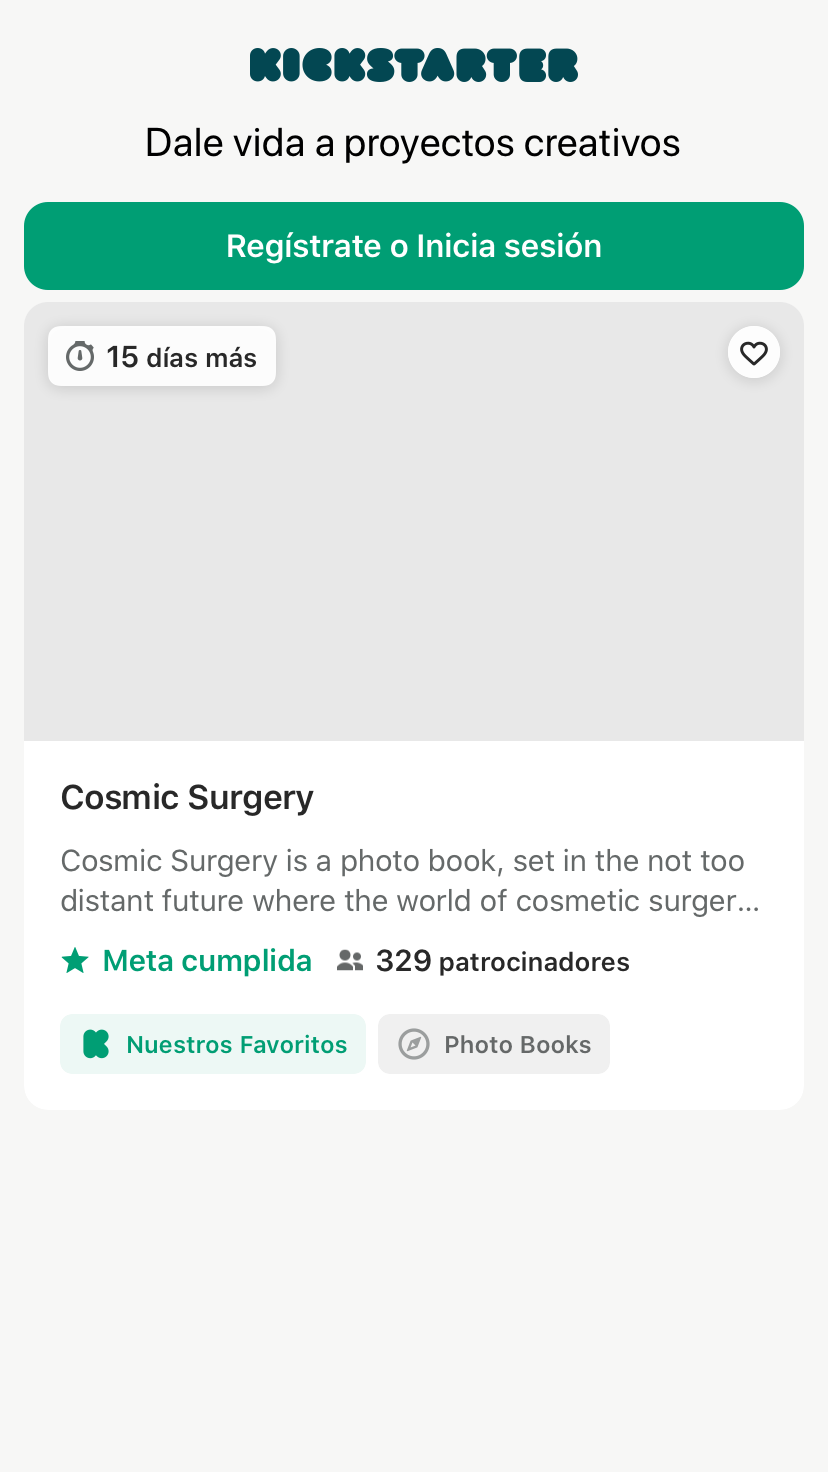 KICKSTARTER
Dale vida a proyectos creativos
Regístrate o Inicia sesión
15 días más
Cosmic Surgery
Cosmic Surgery is a photo book, set in the not too
distant future where the world of cosmetic surger...
Meta cumplida 329 patrocinadores
Nuestros Favoritos Photo Books